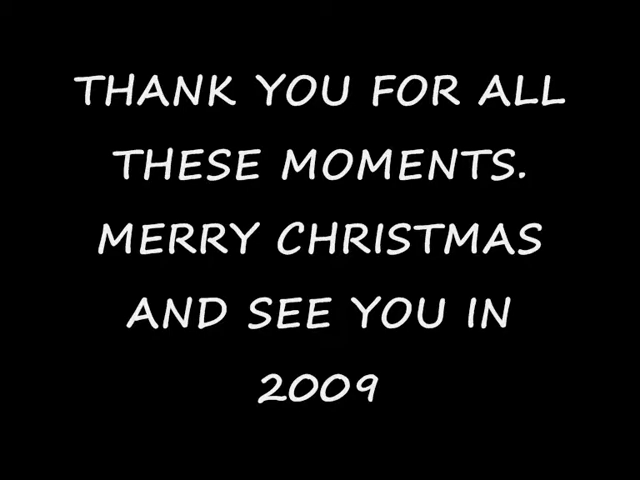 THANK YOU FOR ALL
THESE MOMENTS.
MERRY CHRISTMAS
AND SEE YOU IN
2009